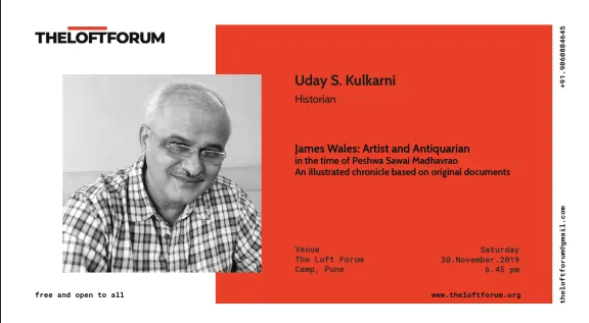 THELOFTFORUM
Uday S. Kulkarni
Historian
James Wales: Artist and Antiquarian
in the time of Peshwa Sawai Madhavrao
An illustrated chronicle based on original documents
Venue
The Loft Forum
Camp, Pune
Saturday
30.November.2019
6.45 pm
free and open to all
www.theloftforum.org
+91.9860884645
theloftforum@gmail.com